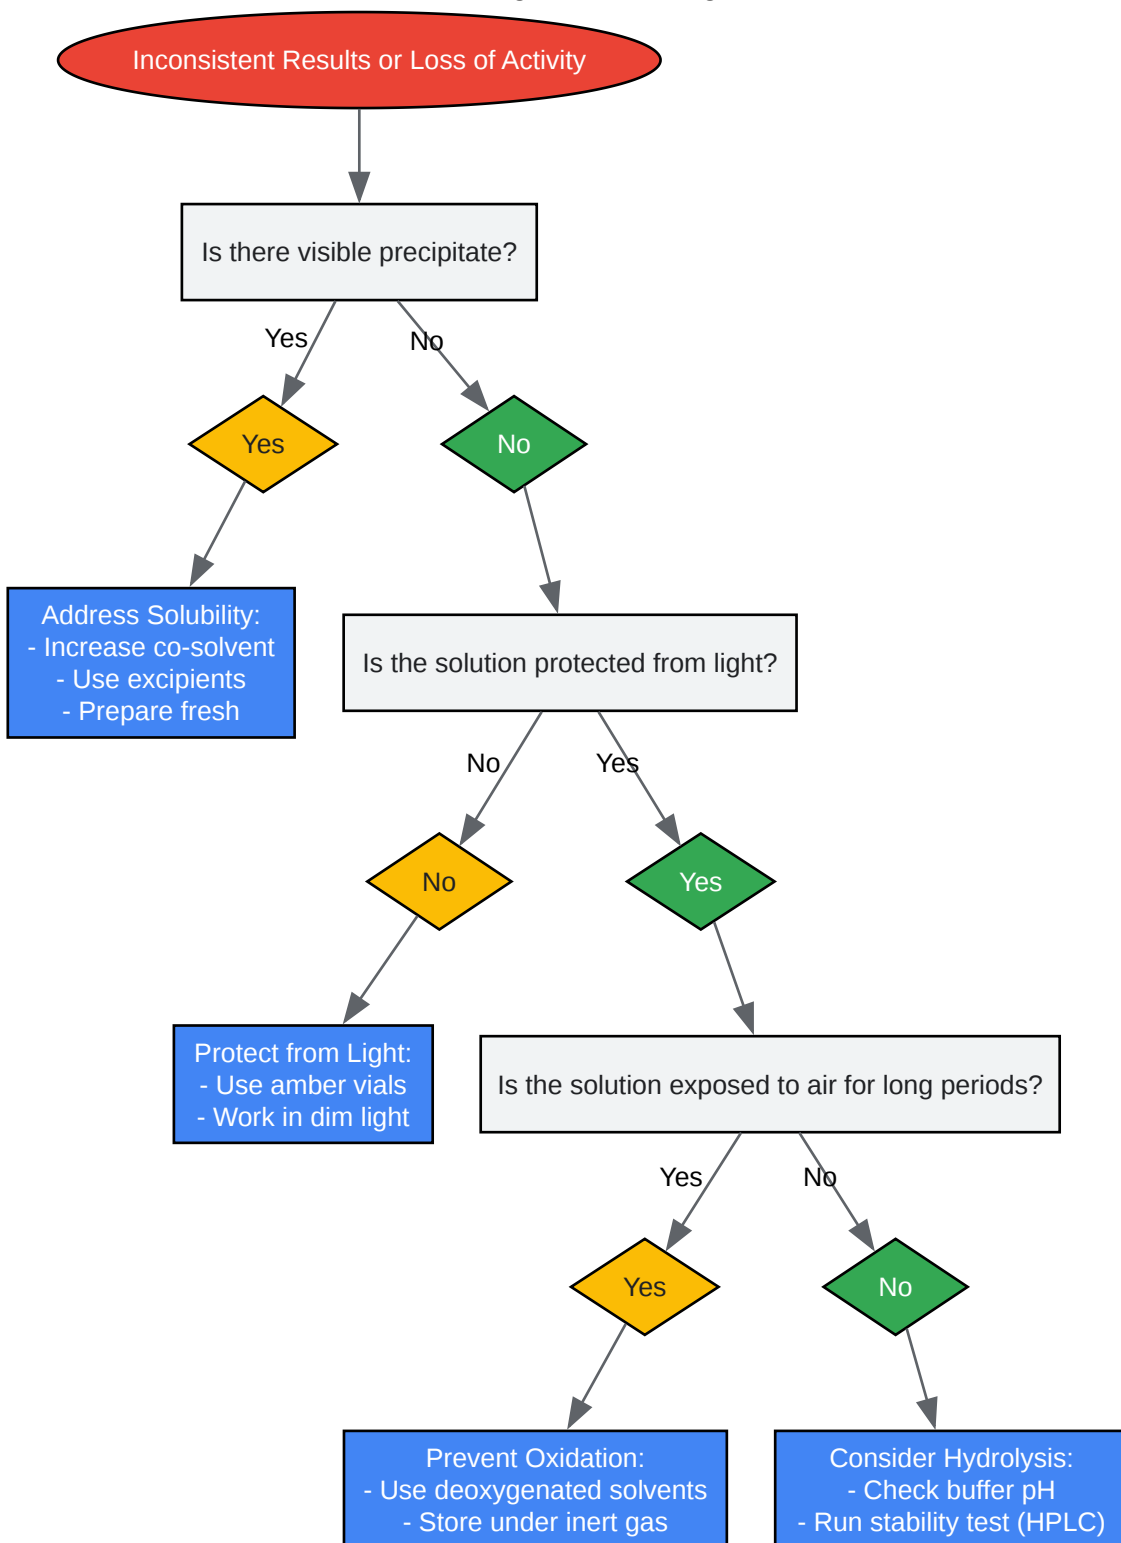 Inconsistent Results or Loss of Activity
Is there visible precipitate?
Yes
No
Yes
No
Address Solubility:
- Increase co-solvent
- Use excipients
- Prepare fresh
Is the solution protected from light?
No
Yes
No
Yes
Protect from Light:
- Use amber vials
- Work in dim light
Is the solution exposed to air for long periods?
Yes
No
Yes
No
Prevent Oxidation:
- Use deoxygenated solvents
- Store under inert gas
Consider Hydrolysis:
- Check buffer pH
- Run stability test (HPLC)